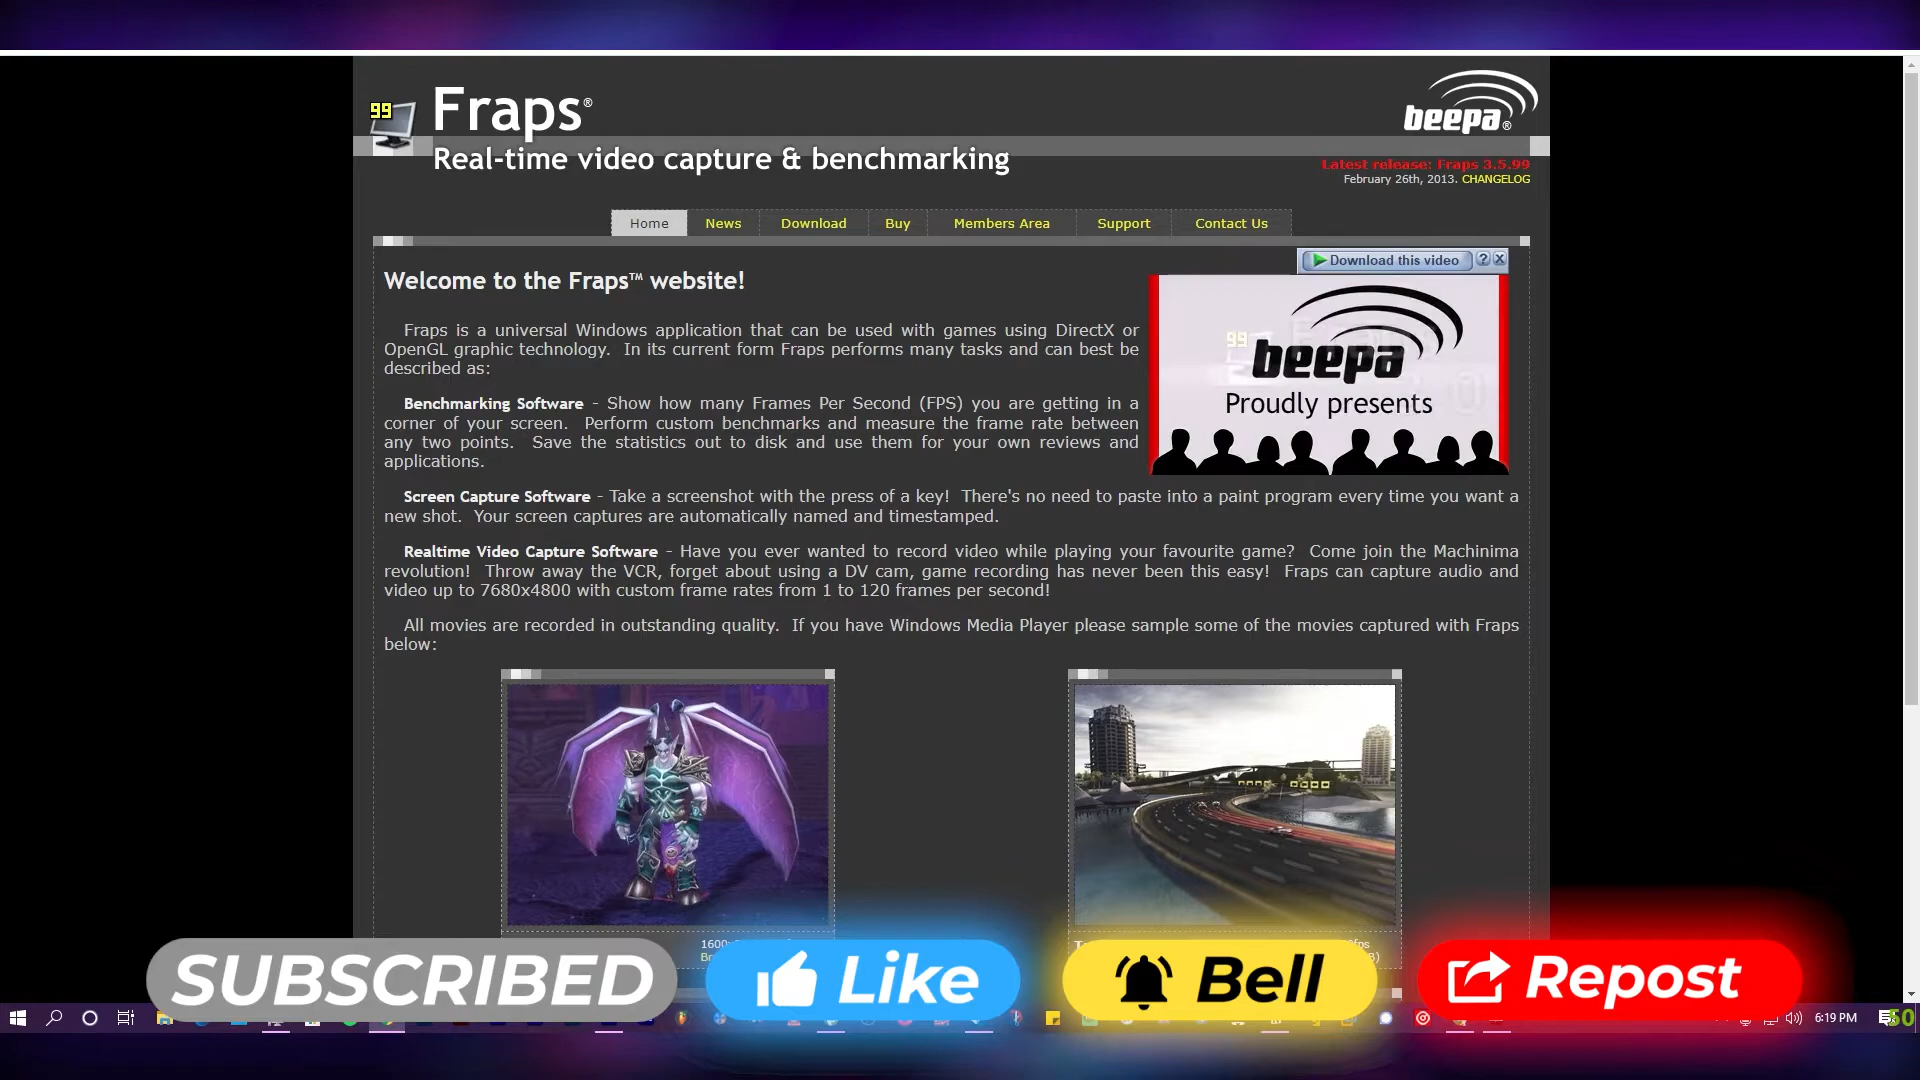 99
Fraps®
beepa®
Real-time video capture & benchmarking
Latest release: Fraps 3.5.99
February 26th, 2013. CHANGELOG
Home News Download Buy Members Area Support Contact Us
Download this video ? X
Welcome to the Fraps™ website!
99
beepa
Proudly presents
Fraps is a universal Windows application that can be used with games using DirectX or
OpenGL graphic technology. In its current form Fraps performs many tasks and can best be
described as:
Benchmarking Software - Show how many Frames Per Second (FPS) you are getting in a
corner of your screen. Perform custom benchmarks and measure the frame rate between
any two points. Save the statistics out to disk and use them for your own reviews and
applications.
Screen Capture Software - Take a screenshot with the press of a key! There's no need to paste into a paint program every time you want a
new shot. Your screen captures are automatically named and timestamped.
Realtime Video Capture Software - Have you ever wanted to record video while playing your favourite game? Come join the Machinima
revolution! Throw away the VCR, forget about using a DV cam, game recording has never been this easy! Fraps can capture audio and
video up to 7680x4800 with custom frame rates from 1 to 120 frames per second!
All movies are recorded in outstanding quality. If you have Windows Media Player please sample some of the movies captured with Fraps
below:
SUBSCRIBED Like Bell Repost
6:19 PM 50